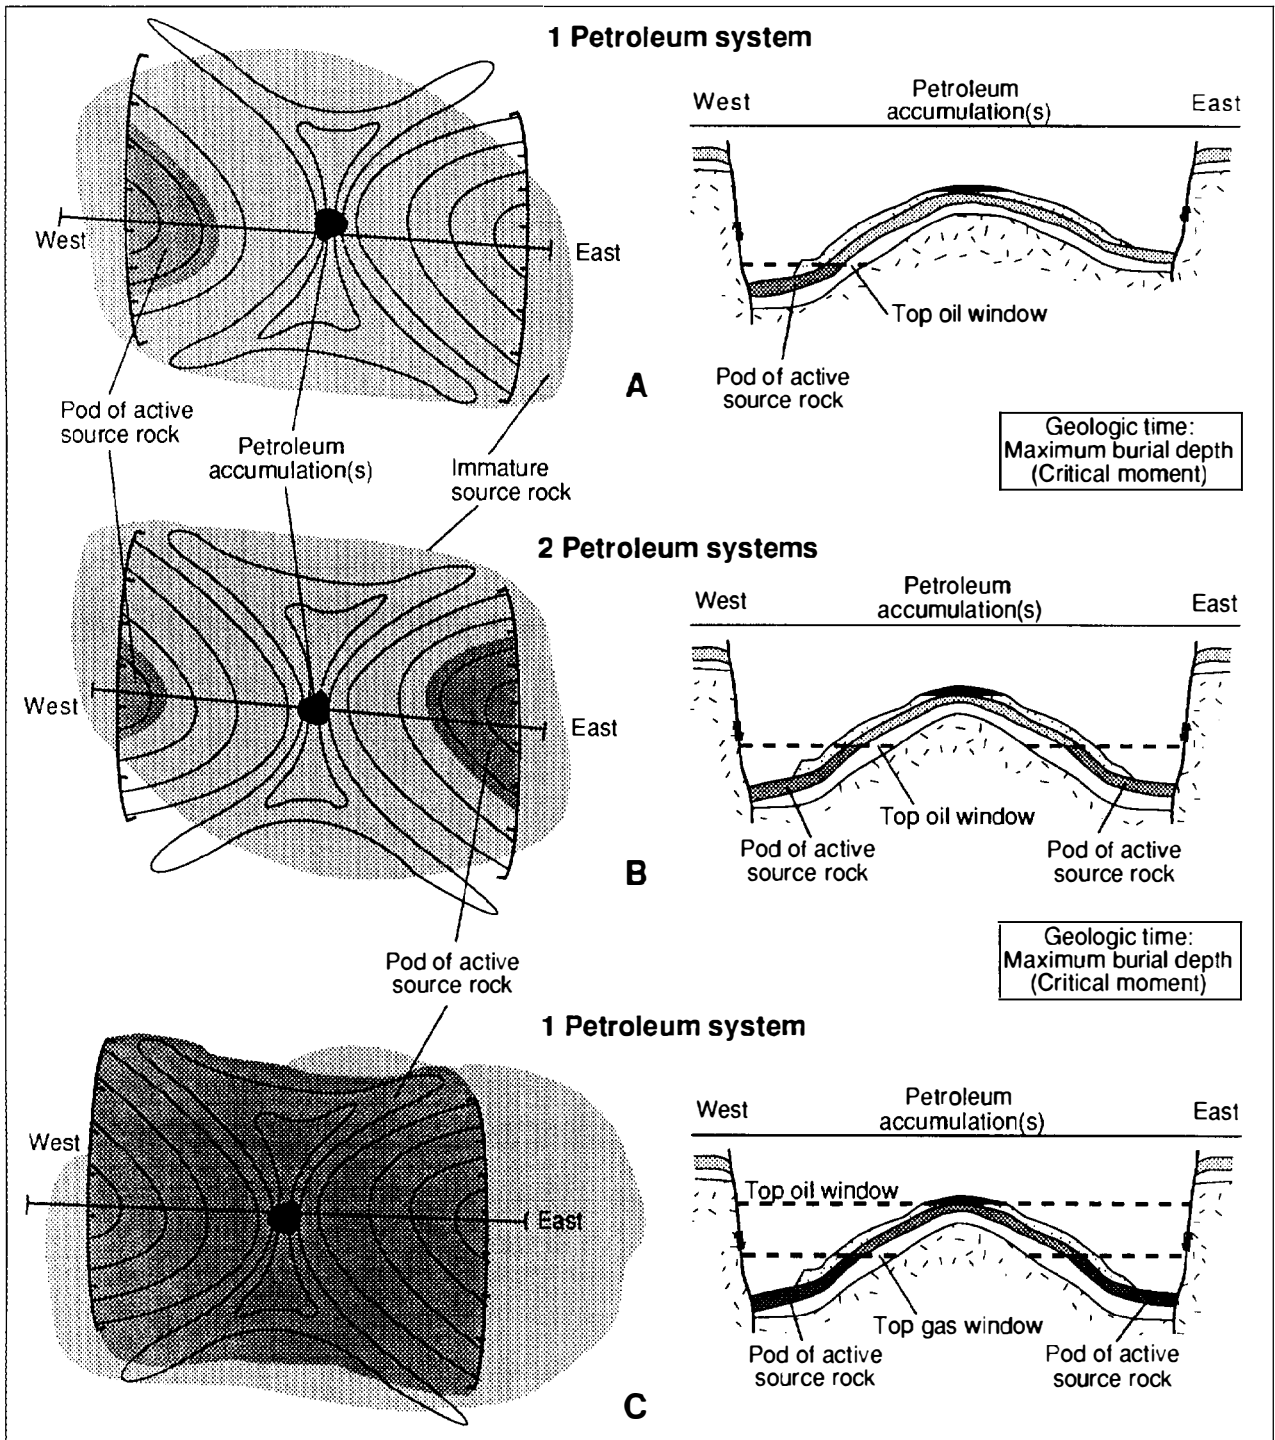 1 Petroleum system
West
Petroleum
accumulation(s)
East
West
East
Top oil window
Pod of active
source rock
A
Pod of active
source rock
Petroleum
accumulation(s)
Immature
source rock
Geologic time:
Maximum burial depth
(Critical moment)
2 Petroleum systems
West
Petroleum
accumulation(s)
East
West
East
Top oil window
Pod of active
source rock
Pod of active
source rock
B
Pod of active
source rock
Geologic time:
Maximum burial depth
(Critical moment)
1 Petroleum system
West
Petroleum
accumulation(s)
East
West
East
Top oil window
Top gas window
Pod of active
source rock
Pod of active
source rock
C